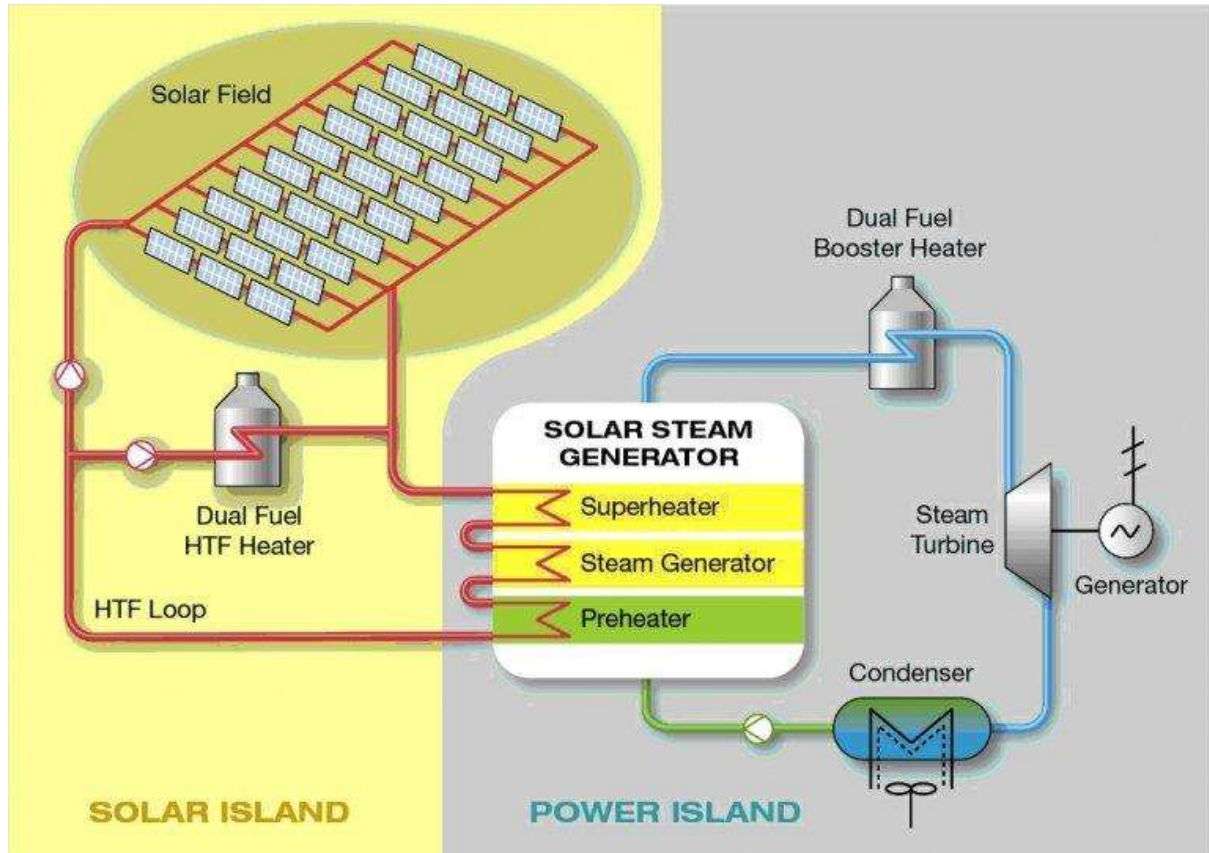 Solar Field
Dual Fuel
Booster Heater
SOLAR STEAM
GENERATOR
Superheater
Steam Generator
Preheater
Dual Fuel
HTF Heater
HTF Loop
Steam
Turbine
Generator
Condenser
SOLAR ISLAND
POWER ISLAND